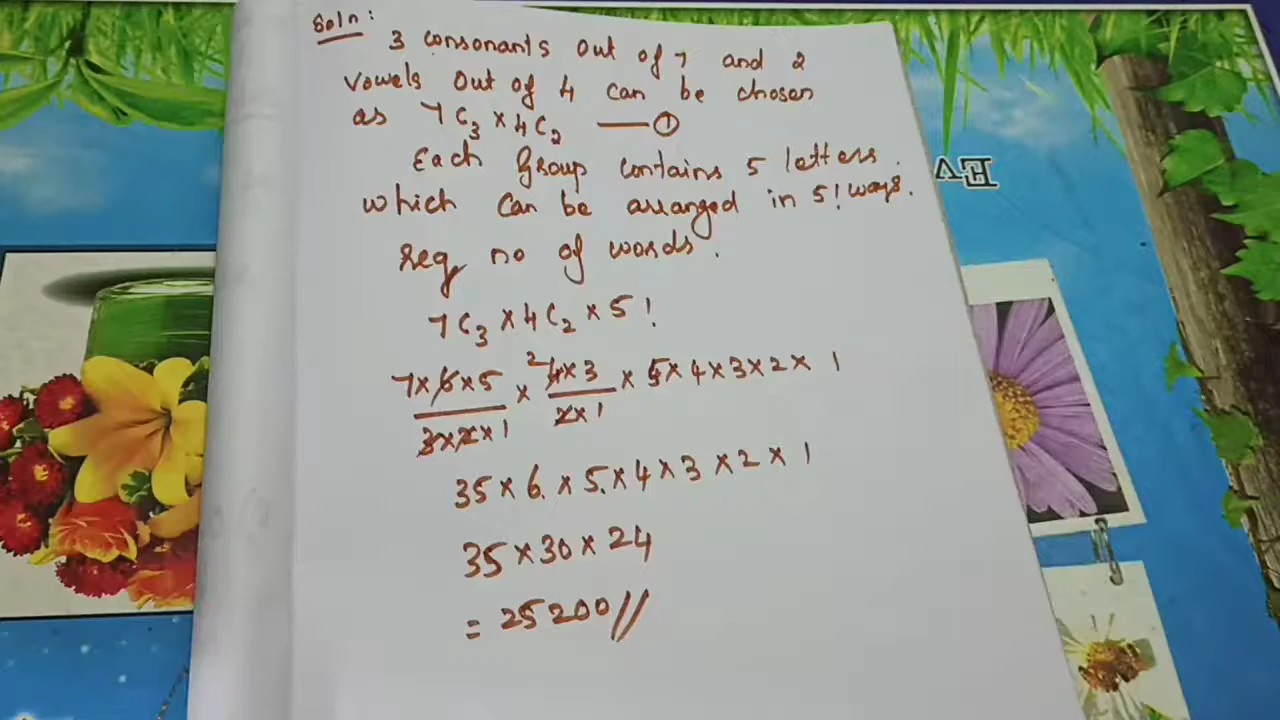 Soln:
3 consonants out of 7 and 2
vowels out of 4 can be chosen
as 7C₃ × 4C₂ —— ①
Each group contains 5 letters.
which can be arranged in 5! ways.
req no of words.
7C₃ × 4C₂ × 5!
7×6×5 / 3×2×1 × ²4×3 / 2×1 × 5×4×3×2×1
35×6.×5.×4×3×2×1
35×30×24
= 25200//
Ev